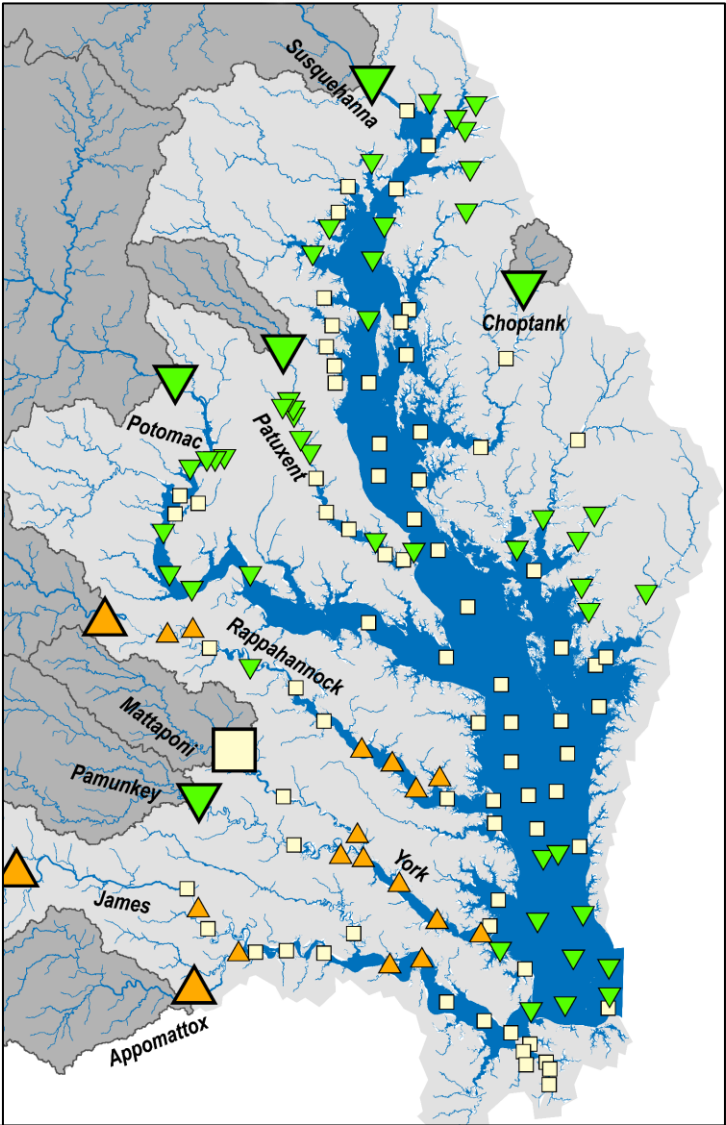 Susquehanna
Choptank
Potomac
Patuxent
Rappahannock
Mattaponi
Pamunkey
York
James
Appomattox